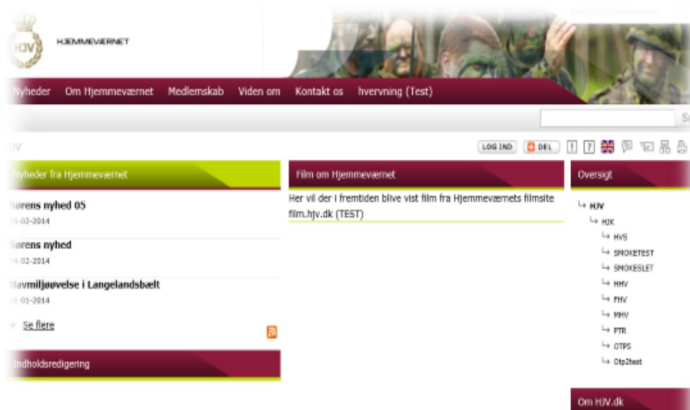 HJV
HJEMMEVÆRNET
Nyheder Om Hjemmeværnet Medlemskab Viden om Kontakt os hvervning (Test)
HJV
LOG IND DEL
Nyheder fra Hjemmeværnet
Sørens nyhed 05
-02-2014
Sørens nyhed
-02-2014
Havmiljøøvelse i Langelandsbælt
-01-2014
Se flere
Indholdsredigering
Film om Hjemmeværnet
Her vil der i fremtiden blive vist film fra Hjemmeværnets filmsite
film.hjv.dk (TEST)
Oversigt
HJV
HJK
HVS
SMOKETEST
SMOKESLET
HHV
FHV
MHV
PTR
OTPS
Otp2test
Om HJV.dk